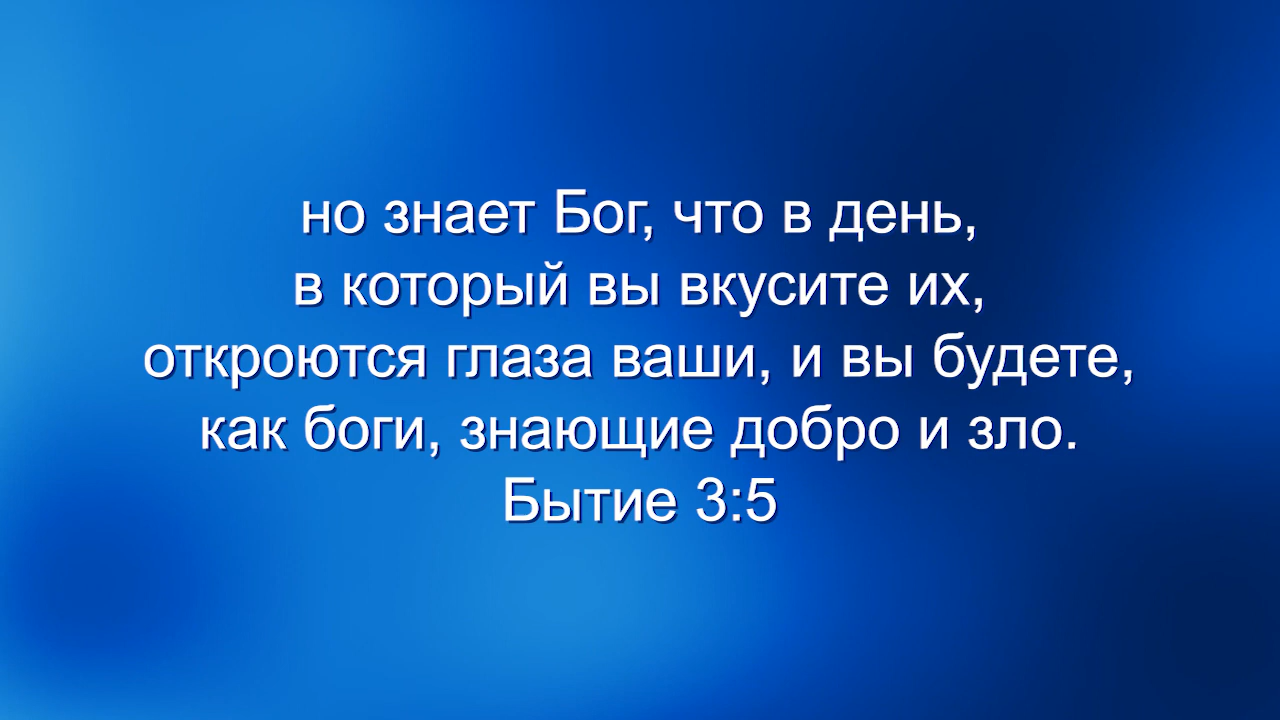 но знает Бог, что в день,
в который вы вкусите их,
откроются глаза ваши, и вы будете,
как боги, знающие добро и зло.
Бытие 3:5